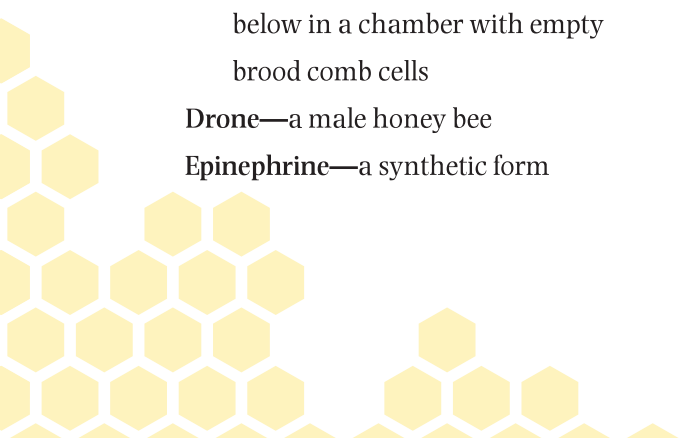 below in a chamber with empty
brood comb cells
Drone—a male honey bee
Epinephrine—a synthetic form